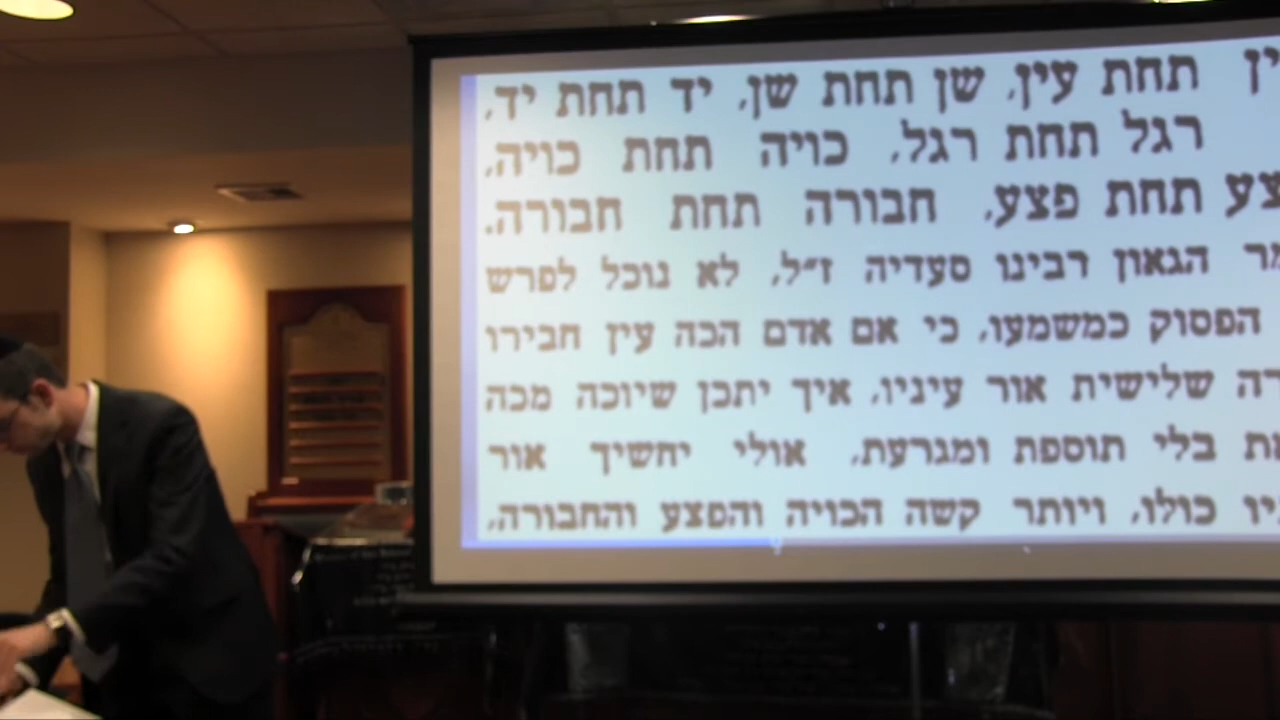 תחת עין, שן תחת שן, יד תחת יד,
רגל תחת רגל, כויה תחת כויה,
תחת פצע, חבורה תחת חבורה.
הגאון רבינו סעדיה ז״ל, לא נוכל לפרש
הפסוק כמשמעו, כי אם אדם הכה עין חבירו
שלישית אור עיניו, איך יתכן שיוכה מכה
בלי תוספת ומגרעת, אולי יחשיך אור
כולו, ויותר קשה הכויה והפצע והחבורה,